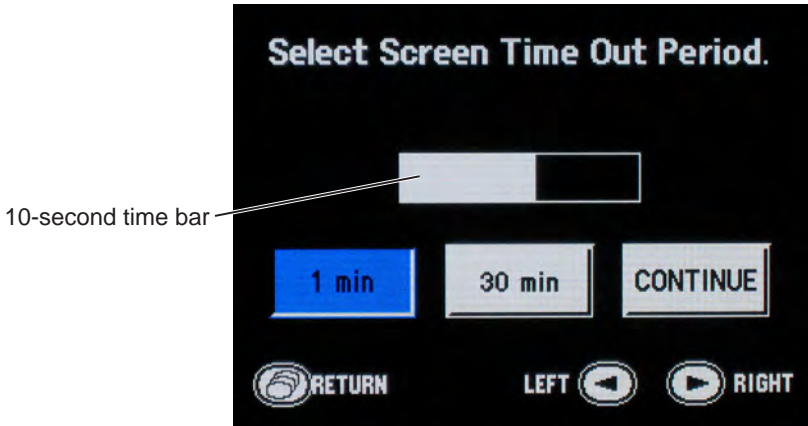 Select Screen Time Out Period.
10-second time bar
1 min
30 min
CONTINUE
RETURN
LEFT
RIGHT